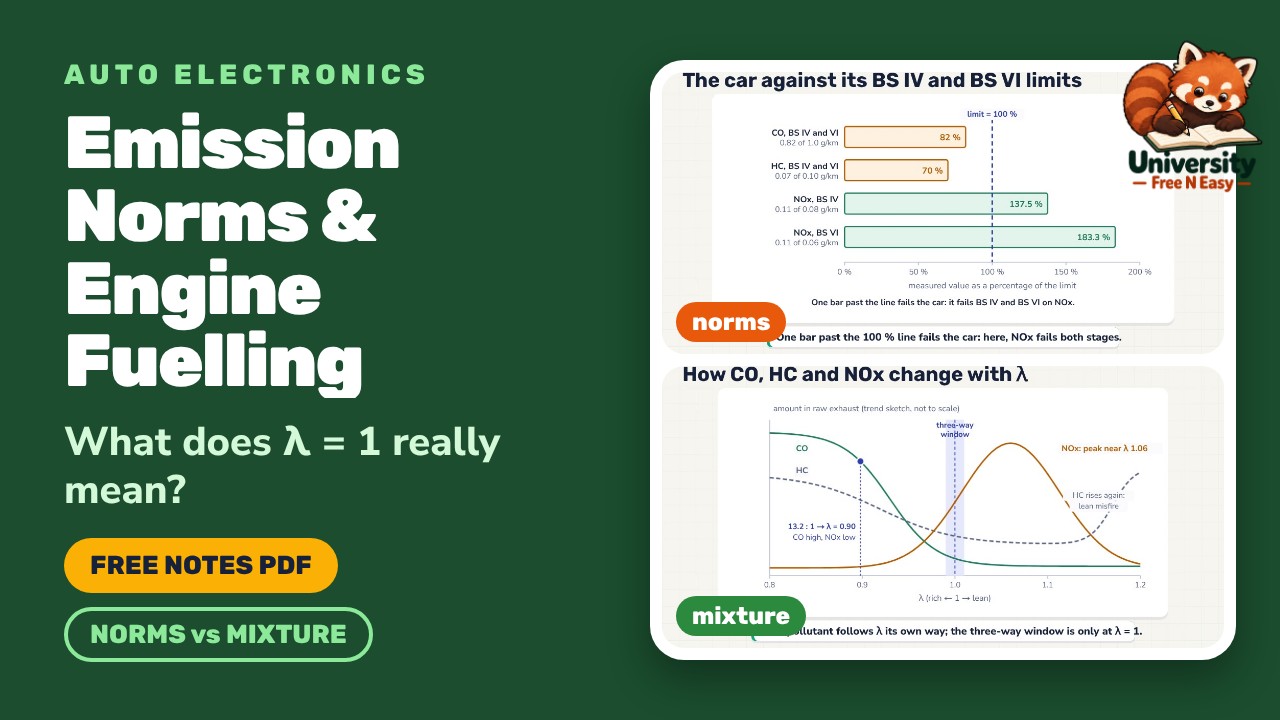 AUTO ELECTRONICS
Emission
Norms &
Engine
Fuelling
What does λ = 1 really
mean?
FREE NOTES PDF
NORMS vs MIXTURE
The car against its BS IV and BS VI limits
limit = 100 %
CO, BS IV and VI
0.82 of 1.0 g/km
82 %
HC, BS IV and VI
0.07 of 0.10 g/km
70 %
NOx, BS IV
0.11 of 0.08 g/km
137.5 %
NOx, BS VI
0.11 of 0.06 g/km
183.3 %
0 % 50 % 100 % 150 % 200 %
measured value as a percentage of the limit
One bar past the line fails the car: it fails BS IV and BS VI on NOx.
norms
One bar past the 100 % line fails the car: here, NOx fails both stages.
University
Free N Easy
How CO, HC and NOx change with λ
amount in raw exhaust (trend sketch, not to scale)
three-way
window
CO
NOx: peak near λ 1.06
HC
HC rises again:
lean misfire
13.2 : 1 → λ = 0.90
CO high, NOx low
0.8 0.9 1.0 1.1 1.2
λ (rich ← 1 → lean)
mixture
pollutant follows λ its own way; the three-way window is only at λ = 1.